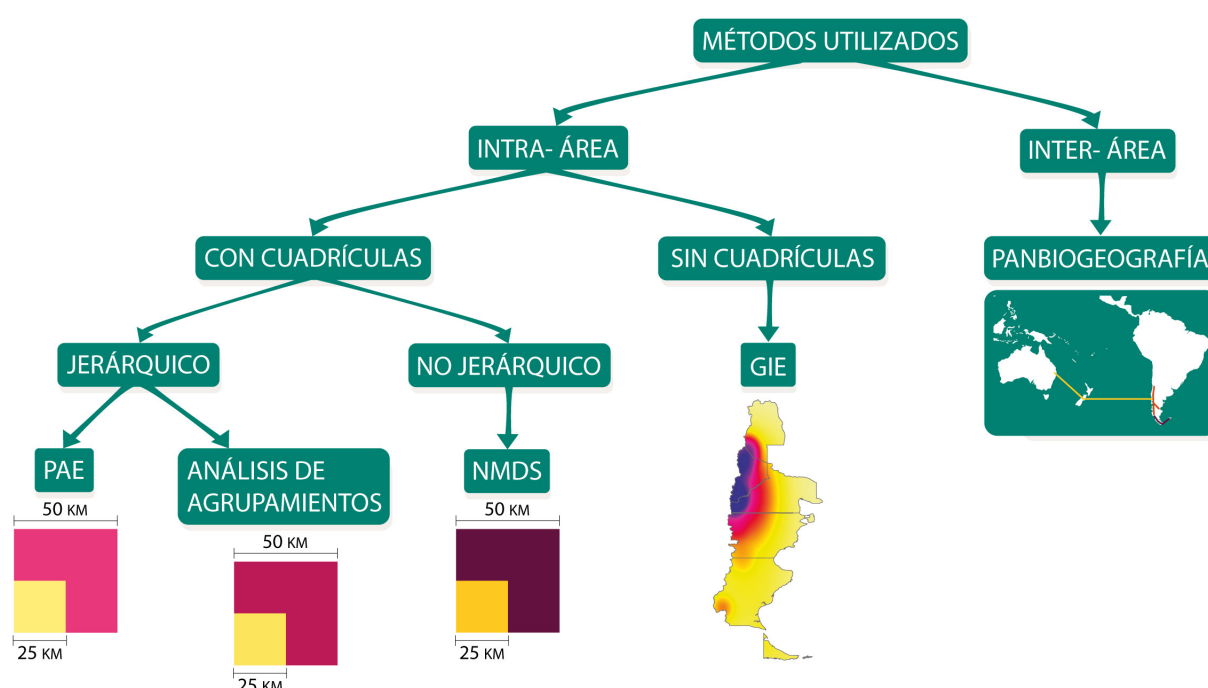 MÉTODOS UTILIZADOS
INTRA- ÁREA
INTER- ÁREA
CON CUADRÍCULAS
SIN CUADRÍCULAS
PANBIOGEOGRAFÍA
JERÁRQUICO
NO JERÁRQUICO
GIE
PAE
ANÁLISIS DE
AGRUPAMIENTOS
NMDS
50 KM
50 KM
50 KM
25 KM
25 KM
25 KM